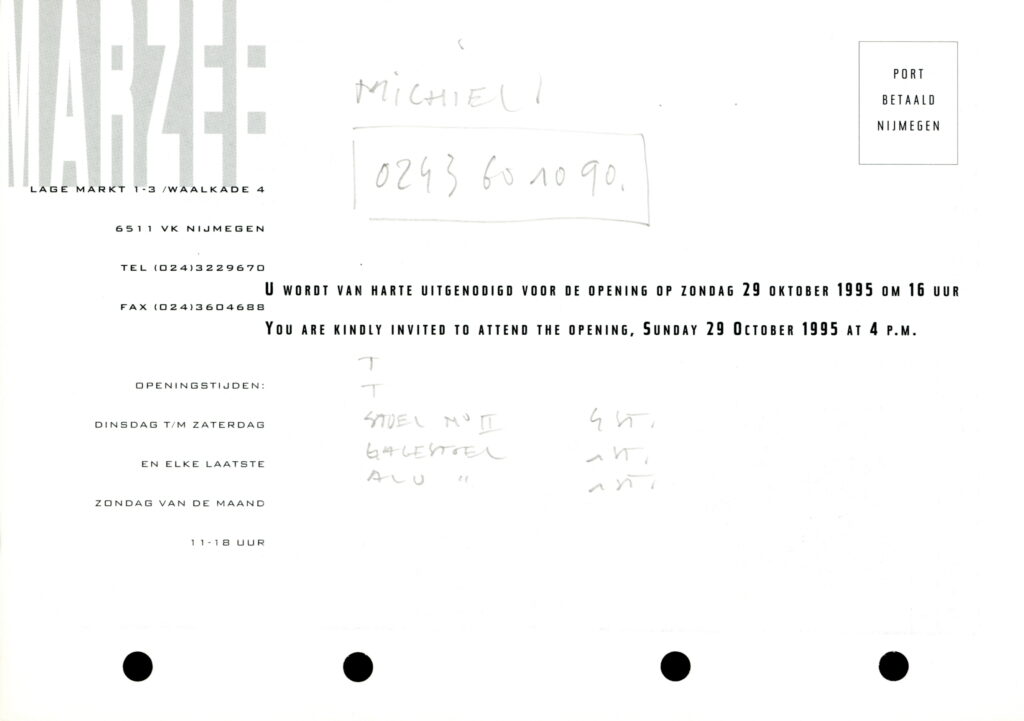 MARZEE
PORT
BETAALD
NIJMEGEN
MICHIEL
0243 60 10 90.
LAGE MARKT 1-3 /WAALKADE 4
6511 VK NIJMEGEN
TEL (024)3229670
FAX (024)3604688
U WORDT VAN HARTE UITGENODIGD VOOR DE OPENING OP ZONDAG 29 OKTOBER 1995 OM 16 UUR
YOU ARE KINDLY INVITED TO ATTEND THE OPENING, SUNDAY 29 OCTOBER 1995 AT 4 P.M.
T
T
STOEL No II 4 ST.
STOEL 1 ST.
ALU " 1 ST.
OPENINGSTIJDEN:
DINSDAG T/M ZATERDAG
EN ELKE LAATSTE
ZONDAG VAN DE MAAND
11-18 UUR